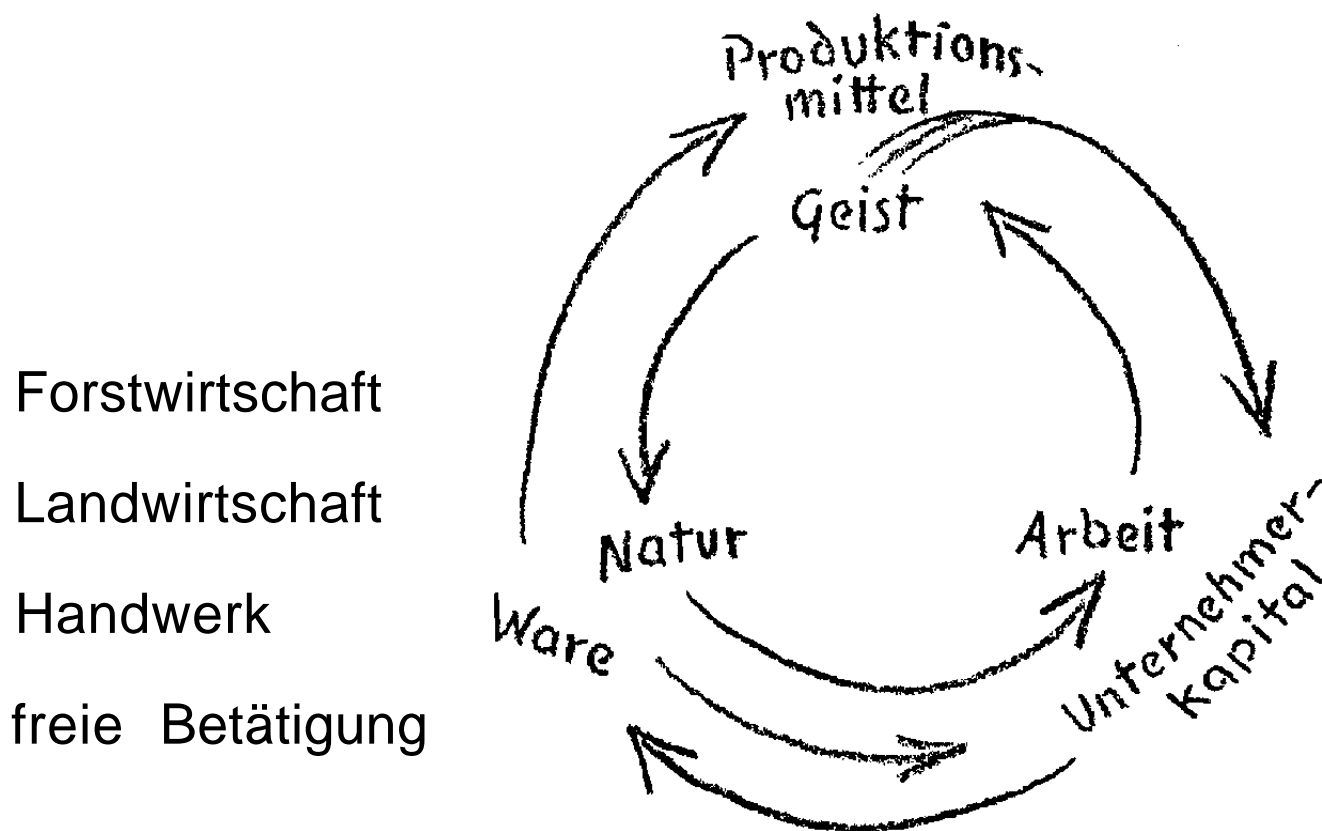 Produktions-
mittel
Geist
Forstwirtschaft
Landwirtschaft
Natur
Arbeit
Handwerk
Ware
Unternehmer-
kapital
freie Betätigung